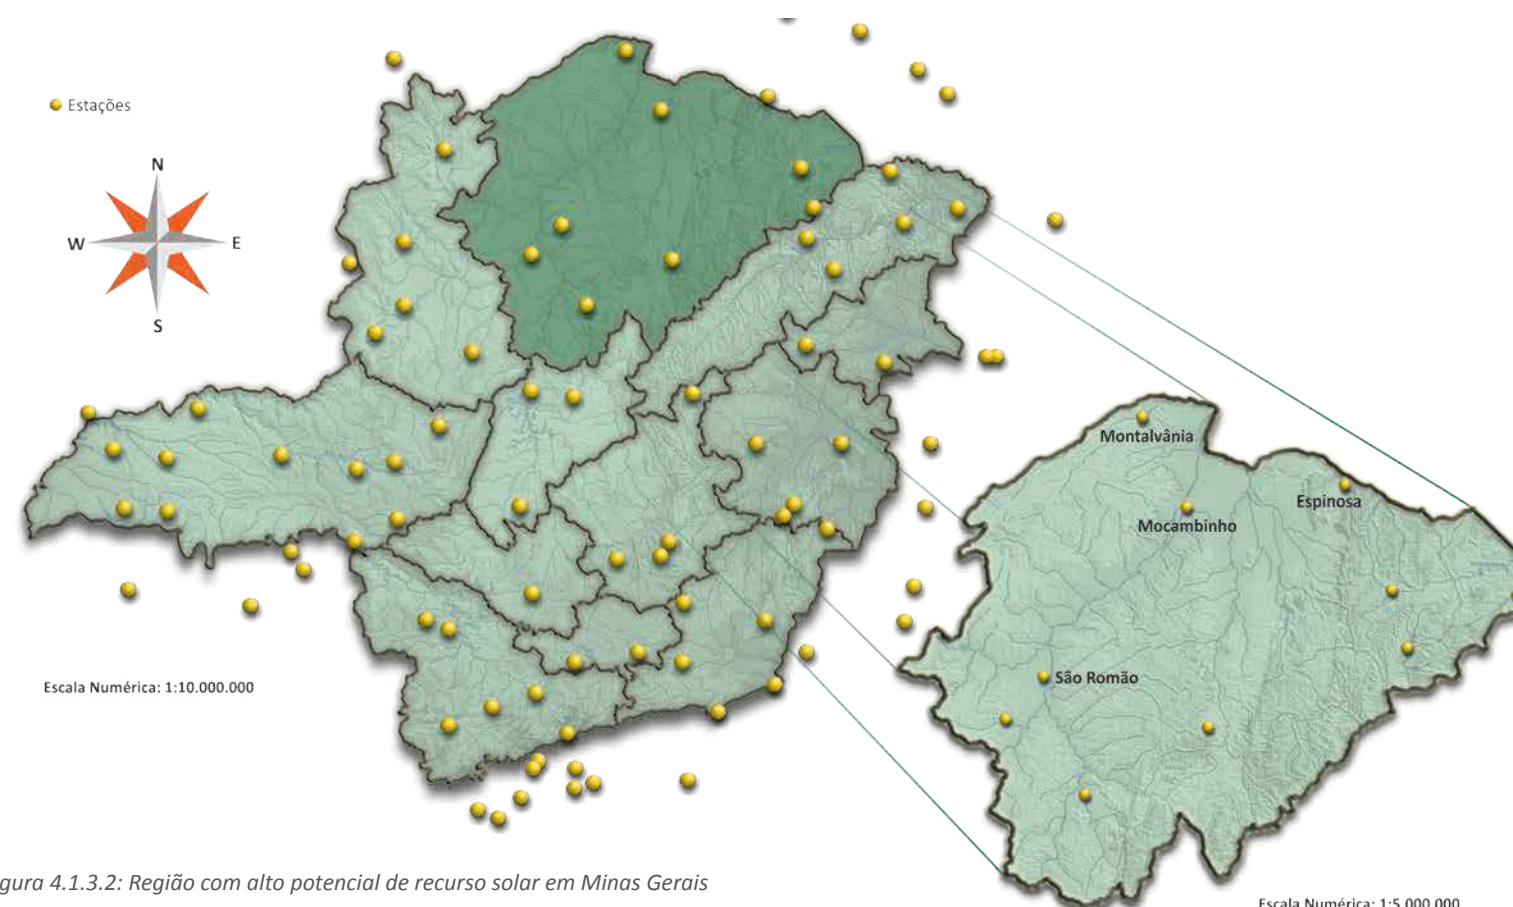 Estações
N
W
E
S
Montalvânia
Espinosa
Mocambinho
São Romão
Escala Numérica: 1:10.000.000
gura 4.1.3.2: Região com alto potencial de recurso solar em Minas Gerais
Escala Numérica: 1:5.000.000